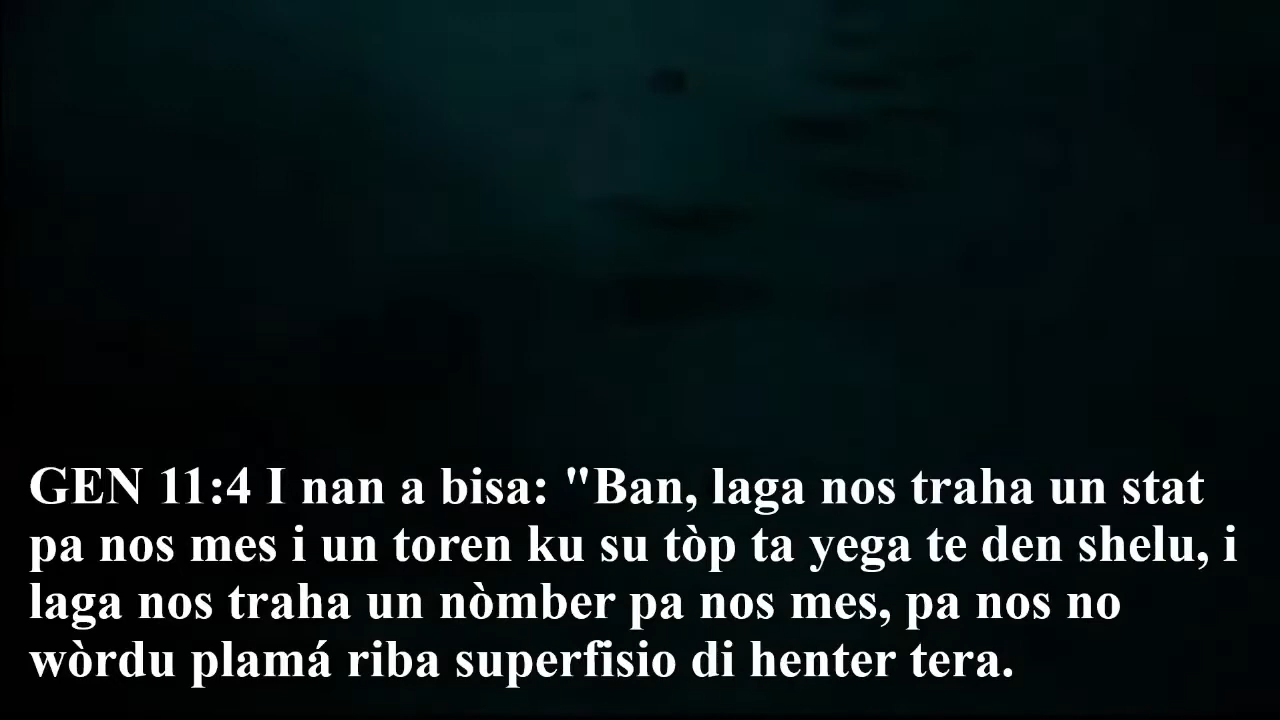 GEN 11:4 I nan a bisa: "Ban, laga nos traha un stat
pa nos mes i un toren ku su tòp ta yega te den shelu, i
laga nos traha un nòmber pa nos mes, pa nos no
wòrdu plamá riba superfisio di henter tera.